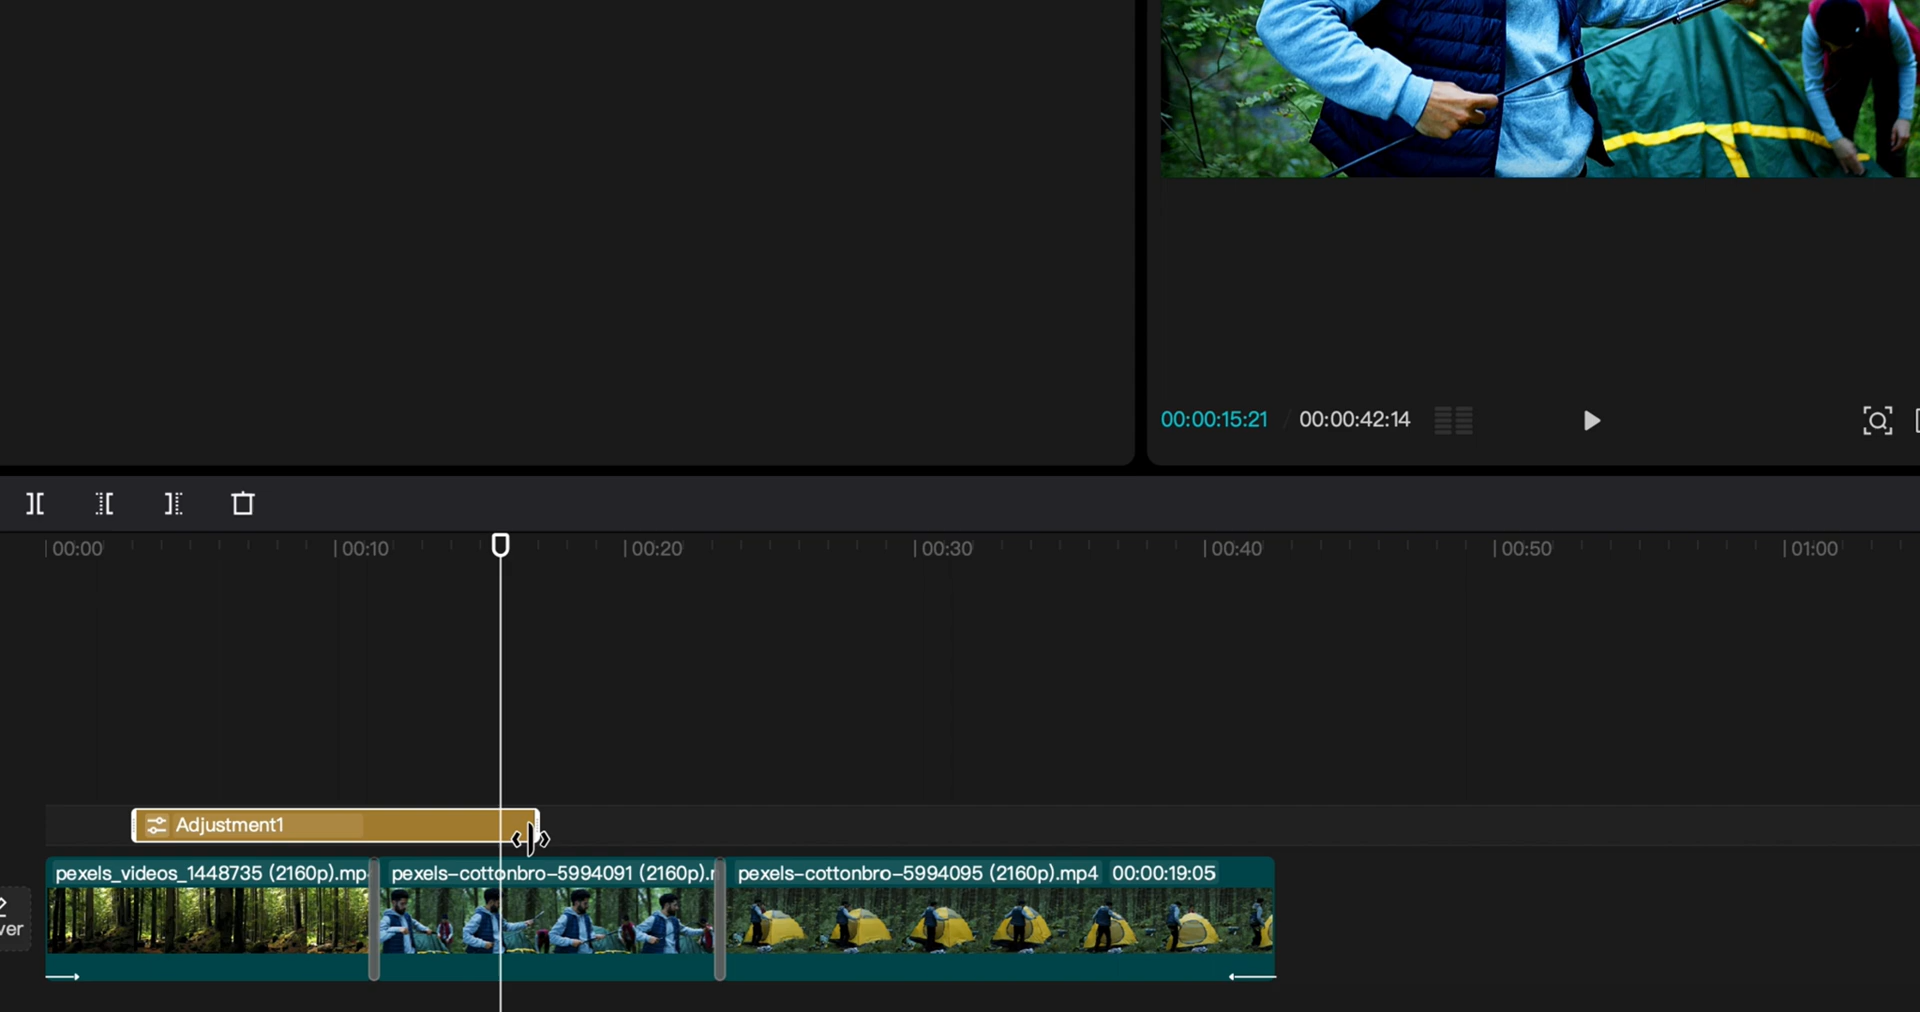 00:00:15:21 / 00:00:42:14
00:00 00:10 00:20 00:30 00:40 00:50 01:00
Adjustment1
pexels_videos_1448735 (2160p).mp4 pexels-cottonbro-5994091 (2160p).r pexels-cottonbro-5994095 (2160p).mp4 00:00:19:05
ver